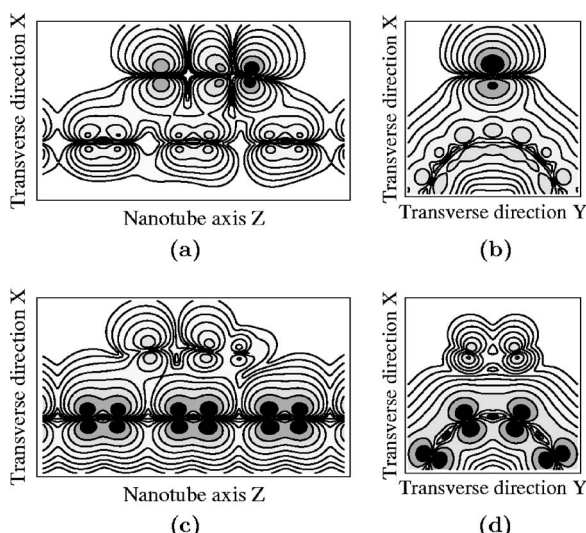 Transverse direction X
Nanotube axis Z
(a)
Transverse direction X
Transverse direction Y
(b)
Transverse direction X
Nanotube axis Z
(c)
Transverse direction X
Transverse direction Y
(d)